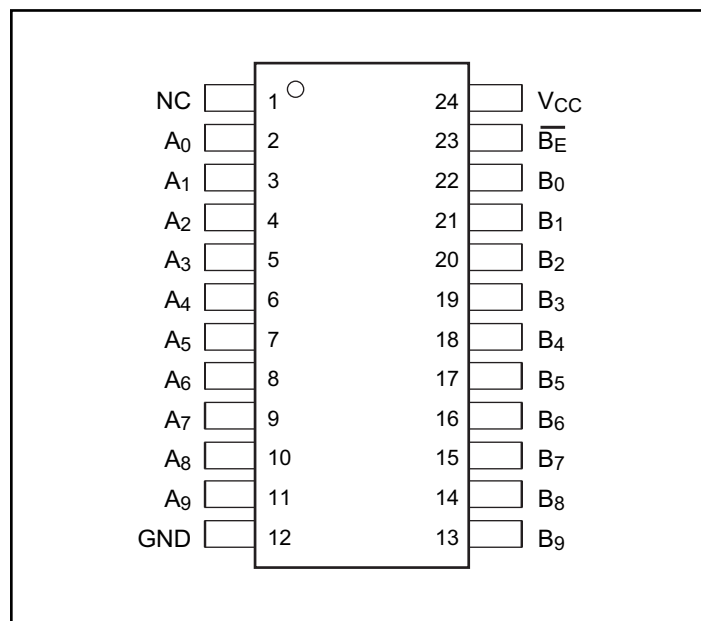 NC 1 24 VCC
A0 2 23 B̅E̅
A1 3 22 B0
A2 4 21 B1
A3 5 20 B2
A4 6 19 B3
A5 7 18 B4
A6 8 17 B5
A7 9 16 B6
A8 10 15 B7
A9 11 14 B8
GND 12 13 B9